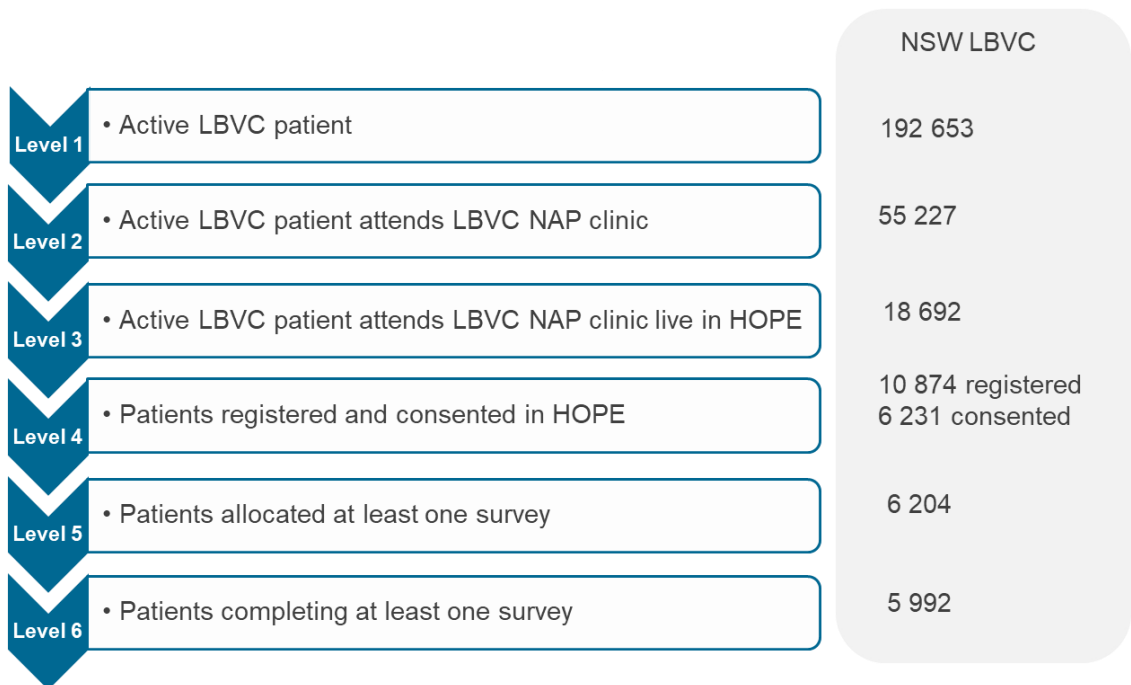 NSW LBVC
Level 1
• Active LBVC patient
192 653
Level 2
• Active LBVC patient attends LBVC NAP clinic
55 227
Level 3
• Active LBVC patient attends LBVC NAP clinic live in HOPE
18 692
Level 4
• Patients registered and consented in HOPE
10 874 registered
6 231 consented
Level 5
• Patients allocated at least one survey
6 204
Level 6
• Patients completing at least one survey
5 992